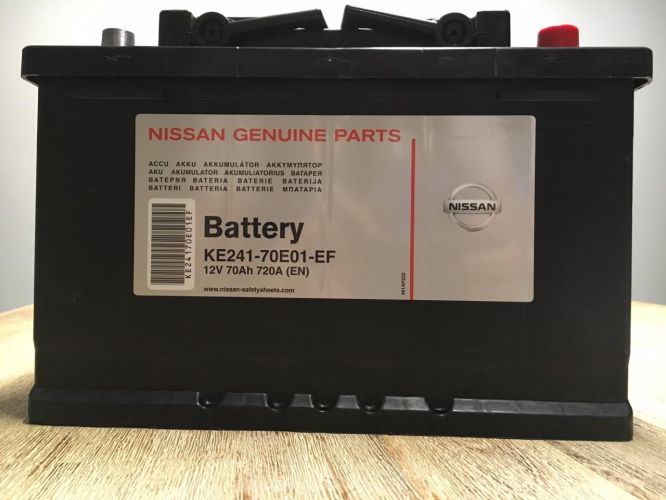 NISSAN GENUINE PARTS
ACCU AKKU AKKUMULÁTOR АККУМУЛЯТОР
AKU AKUMULATOR AKUMULIATORIUS BATAPER
BATEPNR BATERIA BATERIE BATERIJA
BATTERI BATTERIA BATTERIE ΜΠΑΤΑΡΙΑ
NISSAN
Battery
KE24170E01EF
KE241-70E01-EF
12V 70Ah 720A (EN)
www.nissan-safetysheets.com